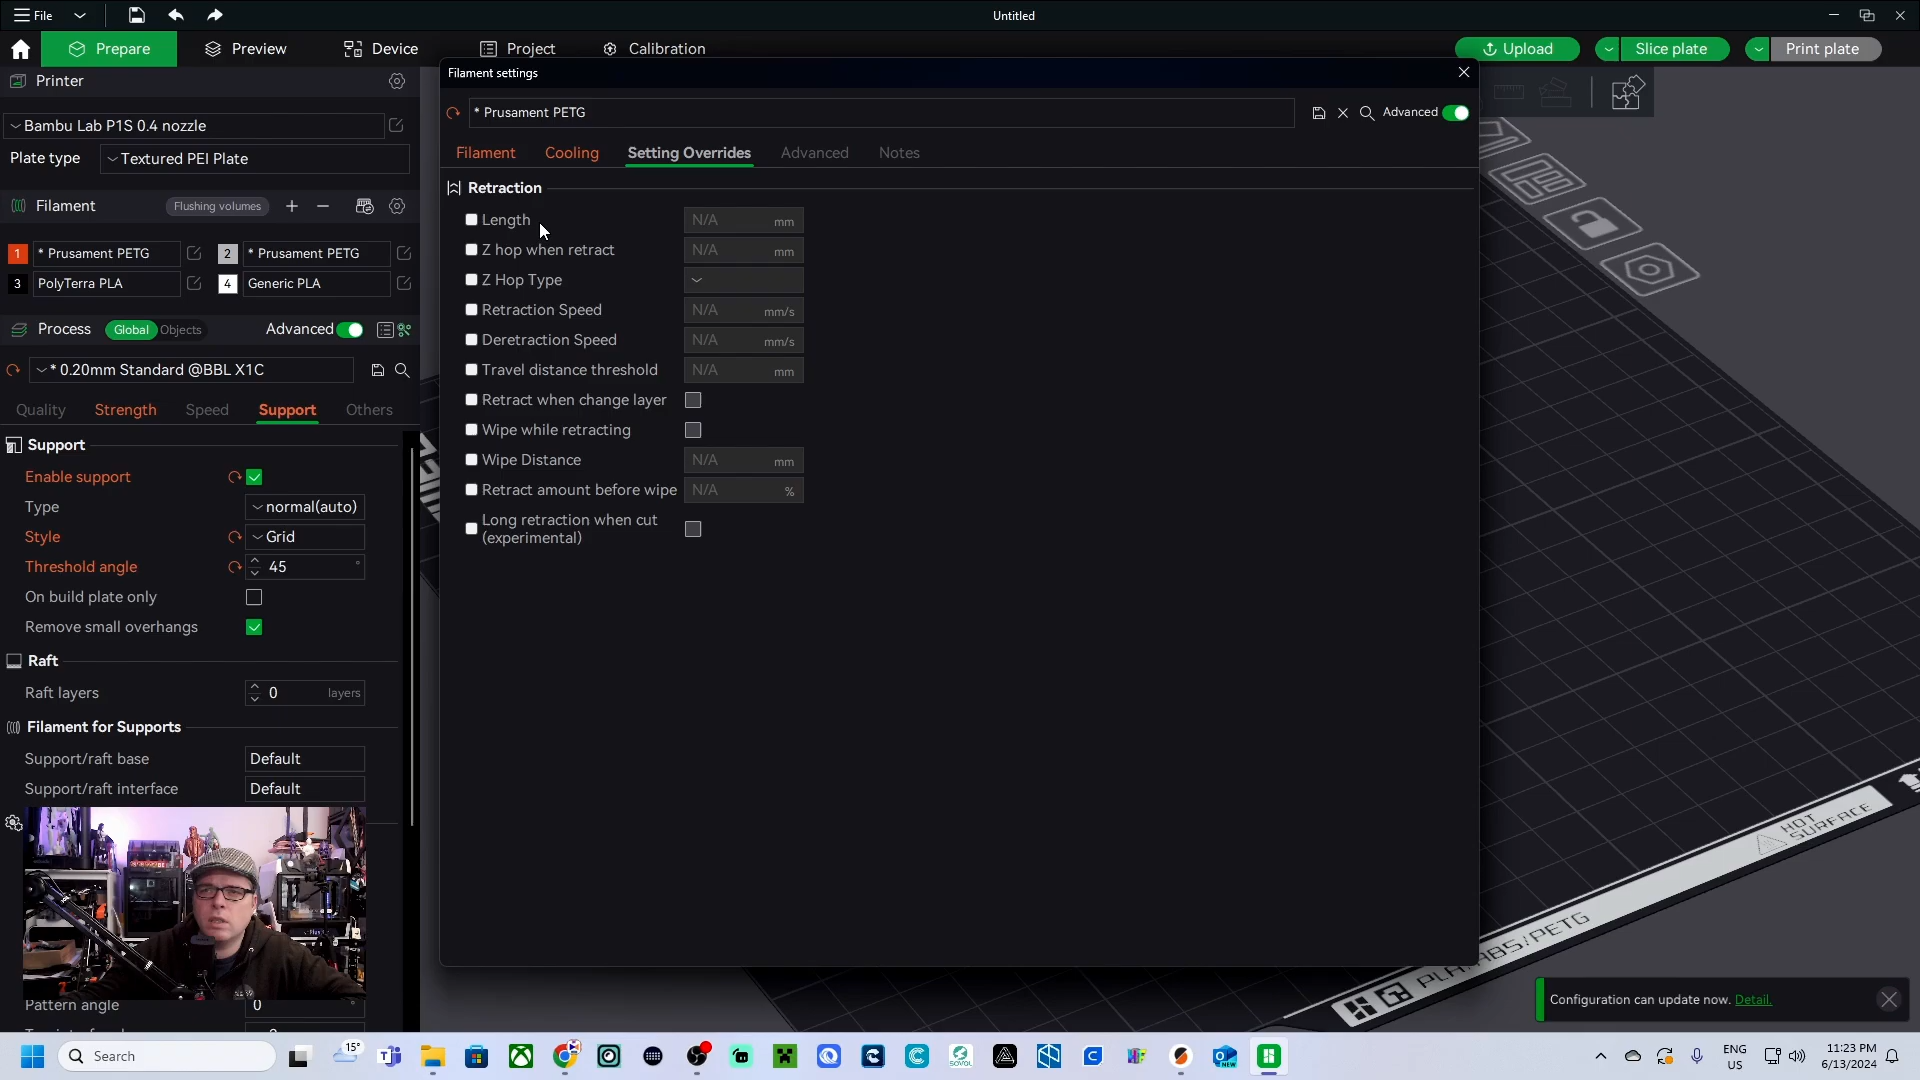 File
Untitled
Prepare
Preview
Device
Project
Calibration
Upload
Slice plate
Print plate
Printer
Bambu Lab P1S 0.4 nozzle
Plate type
Textured PEI Plate
Filament
Flushing volumes
1
* Prusament PETG
2
* Prusament PETG
3
PolyTerra PLA
4
Generic PLA
Process
Global
Objects
Advanced
* 0.20mm Standard @BBL X1C
Quality
Strength
Speed
Support
Others
Support
Enable support
Type
normal(auto)
Style
Grid
Threshold angle
45
°
On build plate only
Remove small overhangs
Raft
Raft layers
0
layers
Filament for Supports
Support/raft base
Default
Support/raft interface
Default
Pattern angle
0
°
Filament settings
* Prusament PETG
Advanced
Filament
Cooling
Setting Overrides
Advanced
Notes
Retraction
Length
N/A
mm
Z hop when retract
N/A
mm
Z Hop Type
Retraction Speed
N/A
mm/s
Deretraction Speed
N/A
mm/s
Travel distance threshold
N/A
mm
Retract when change layer
Wipe while retracting
Wipe Distance
N/A
mm
Retract amount before wipe
N/A
%
Long retraction when cut
(experimental)
HOT
SURFACE
ABS/PETG
Configuration can update now. Detail.
Search
15°
SOVOL
NEW
ENG
US
11:23 PM
6/13/2024